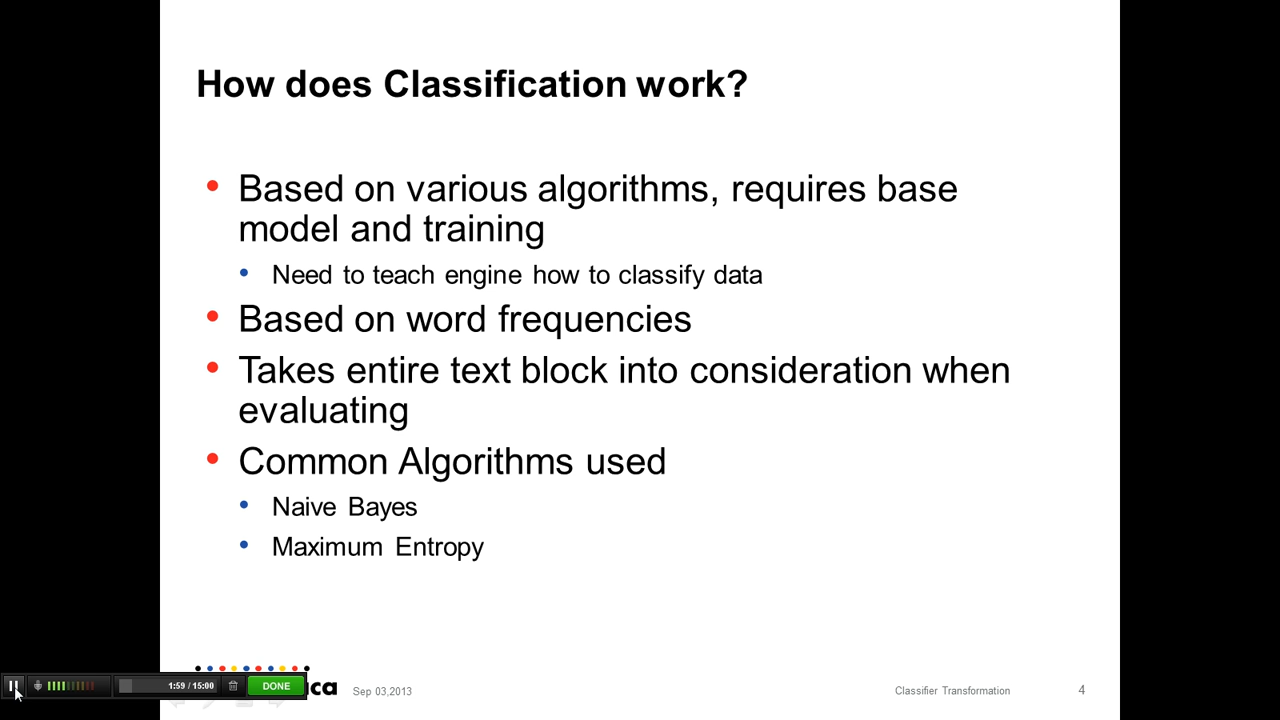 How does Classification work?
Based on various algorithms, requires base
model and training
Need to teach engine how to classify data
Based on word frequencies
Takes entire text block into consideration when
evaluating
Common Algorithms used
Naive Bayes
Maximum Entropy
1:59 / 15:00
DONE
Sep 03,2013
Classifier Transformation
4